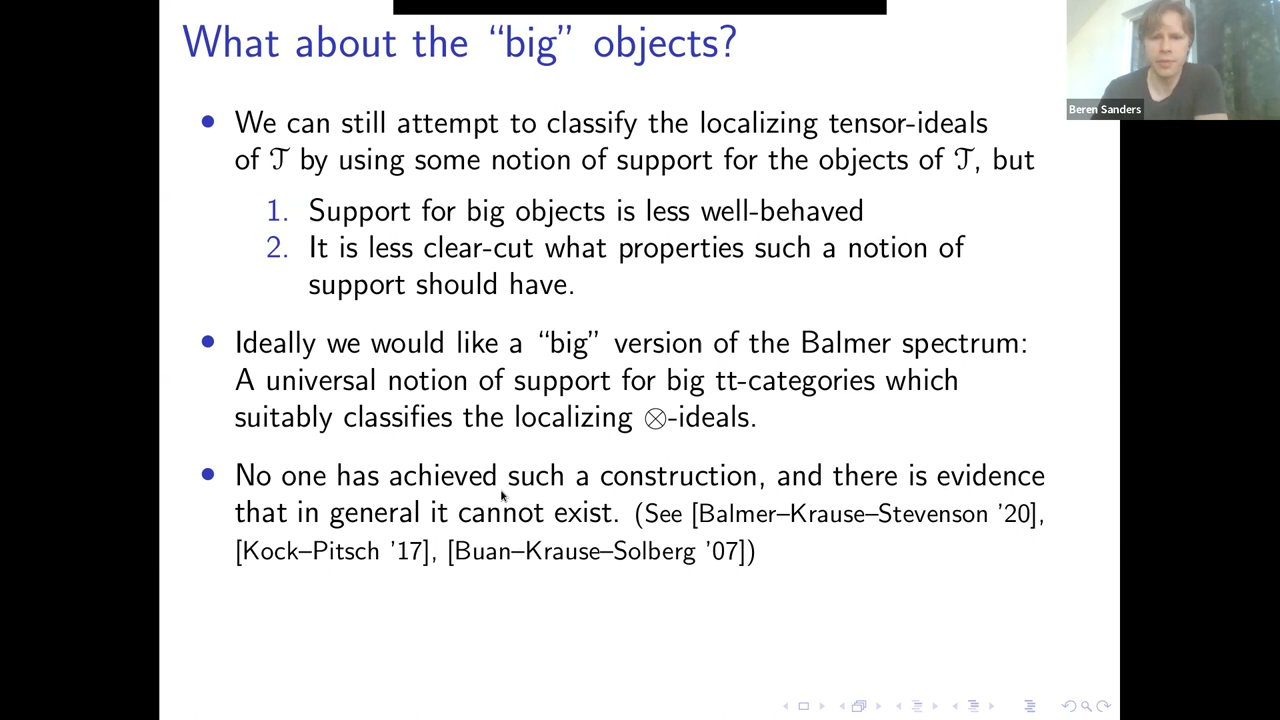 What about the “big” objects?
Beren Sanders
• We can still attempt to classify the localizing tensor-ideals
of 𝒯 by using some notion of support for the objects of 𝒯, but
1. Support for big objects is less well-behaved
2. It is less clear-cut what properties such a notion of
support should have.
• Ideally we would like a “big” version of the Balmer spectrum:
A universal notion of support for big tt-categories which
suitably classifies the localizing ⊗-ideals.
• No one has achieved such a construction, and there is evidence
that in general it cannot exist. (See [Balmer–Krause–Stevenson ’20],
[Kock–Pitsch ’17], [Buan–Krause–Solberg ’07])